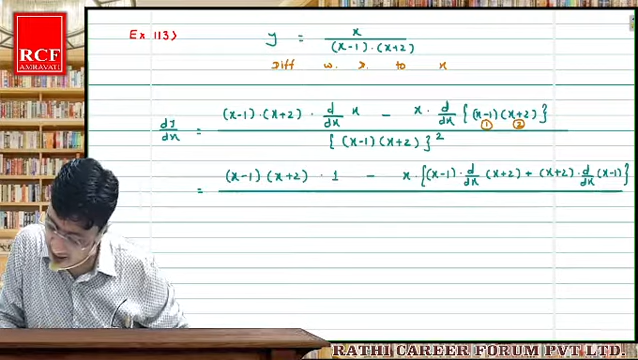 RCF
AMRAVATI
Ex 113)
y = x / (x-1)·(x+2)
Diff w. r. to x
dy/dx = (x-1)·(x+2) · d/dx x - x · d/dx {(x-1)(x+2)} / {(x-1)(x+2)}²
1 2
= (x-1)(x+2) · 1 - x·{(x-1)·d/dx (x+2) + (x+2)·d/dx (x-1)}
RATHI CAREER FORUM PVT LTD.